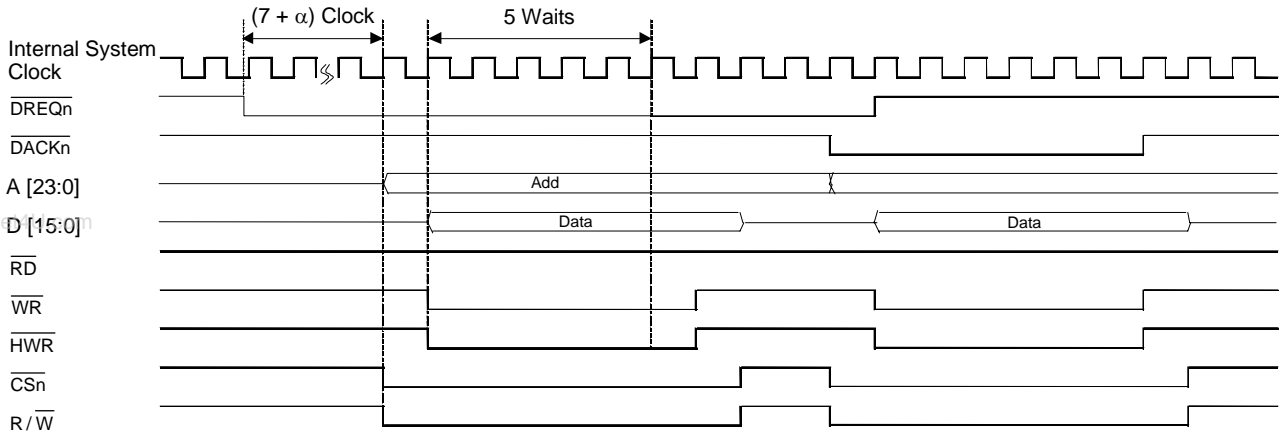 (7 + α) Clock
5 Waits
Internal System
Clock
DREQn
DACKn
A [23:0]
Add
D [15:0]
Data
Data
RD
WR
HWR
CSn
R / W